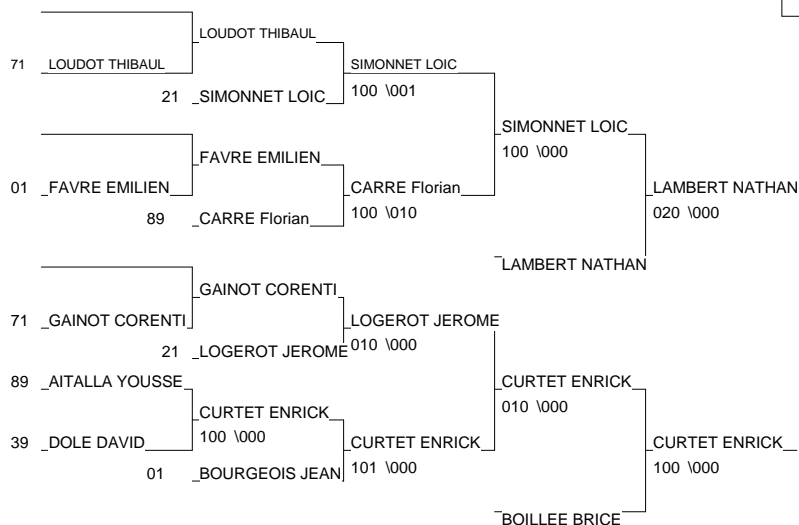 LOUDOT THIBAUL
71 LOUDOT THIBAUL SIMONNET LOIC
21 SIMONNET LOIC 100 \001
SIMONNET LOIC
100 \000
FAVRE EMILIEN
01 FAVRE EMILIEN CARRE Florian LAMBERT NATHAN
89 CARRE Florian 100 \010 020 \000
LAMBERT NATHAN
GAINOT CORENTI
71 GAINOT CORENTI LOGEROT JEROME
21 LOGEROT JEROME 010 \000
89 AITALLA YOUSSE CURTET ENRICK
010 \000
CURTET ENRICK
100 \000
39 DOLE DAVID CURTET ENRICK CURTET ENRICK
01 BOURGEOIS JEAN 101 \000 100 \000
BOILLEE BRICE